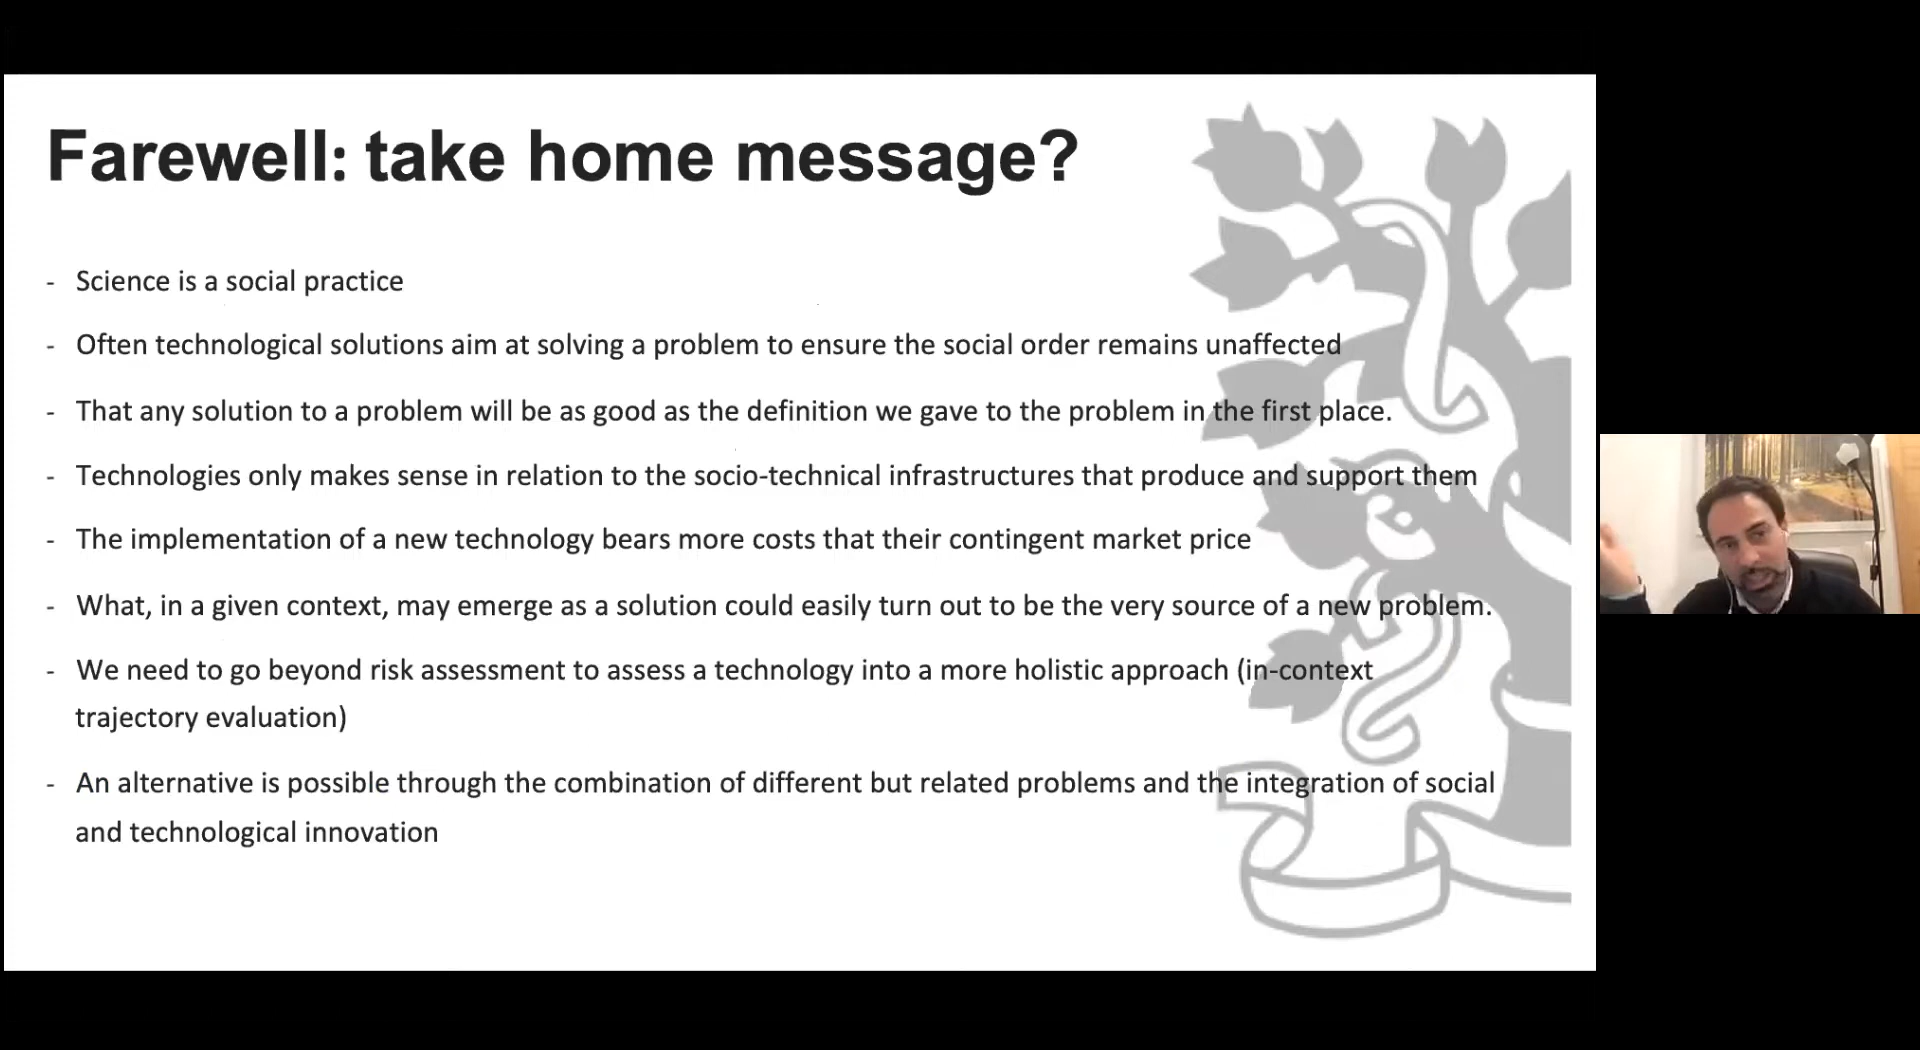 Farewell: take home message?
- Science is a social practice
- Often technological solutions aim at solving a problem to ensure the social order remains unaffected
- That any solution to a problem will be as good as the definition we gave to the problem in the first place.
- Technologies only makes sense in relation to the socio-technical infrastructures that produce and support them
- The implementation of a new technology bears more costs that their contingent market price
- What, in a given context, may emerge as a solution could easily turn out to be the very source of a new problem.
- We need to go beyond risk assessment to assess a technology into a more holistic approach (in-context
trajectory evaluation)
- An alternative is possible through the combination of different but related problems and the integration of social
and technological innovation